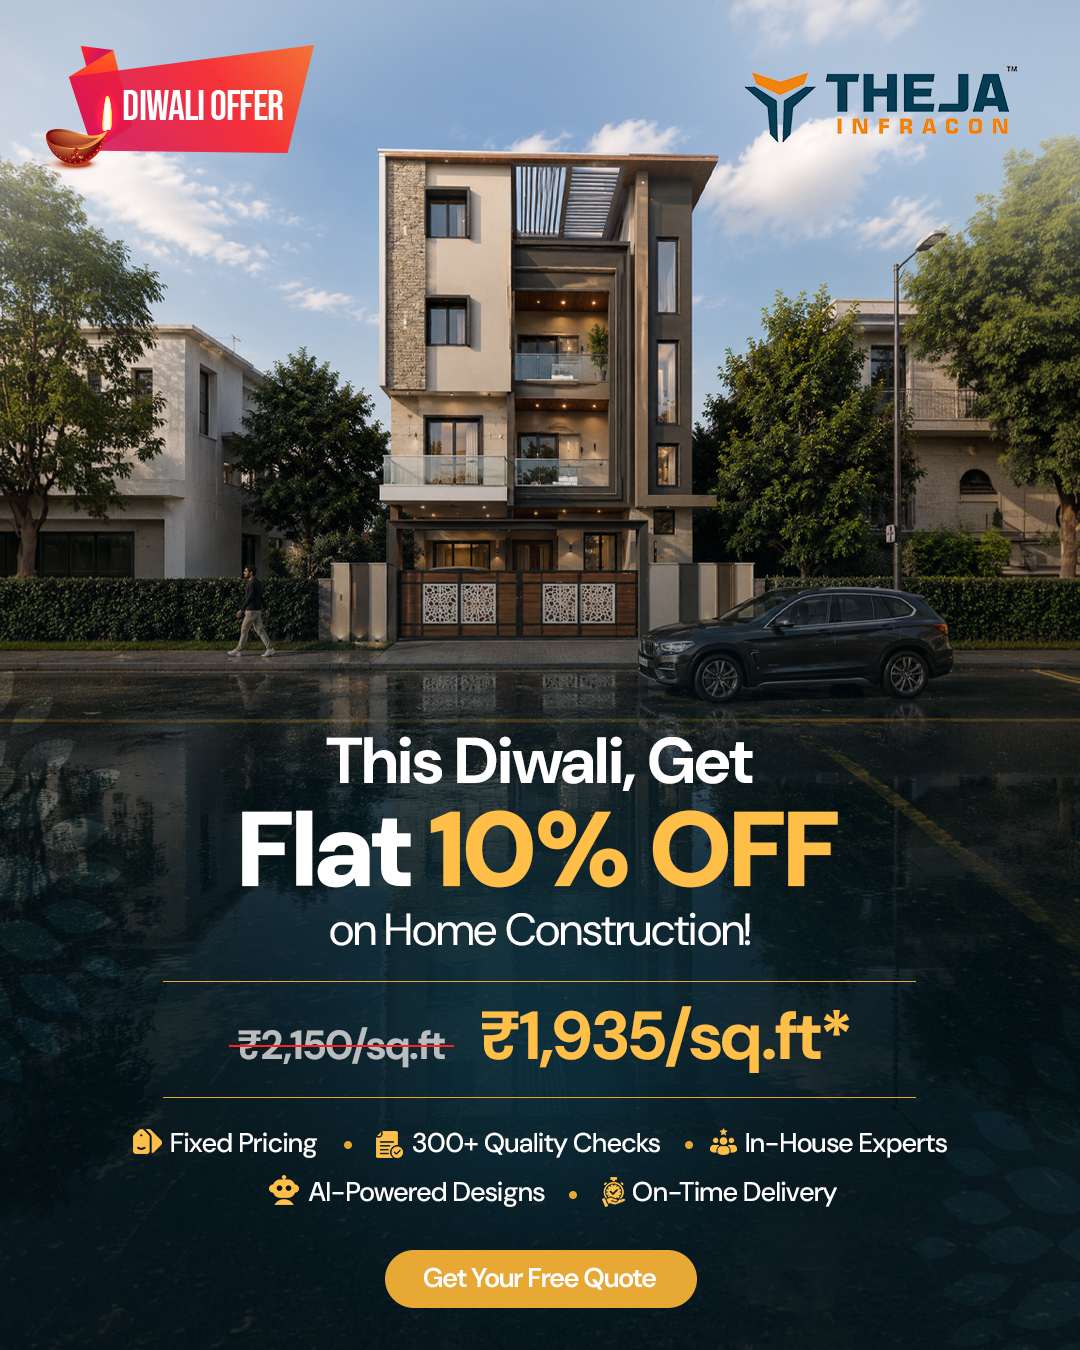 DIWALI OFFER
THEJA™
INFRACON
This Diwali, Get
Flat 10% OFF
on Home Construction!
₹2,150/sq.ft ₹1,935/sq.ft*
Fixed Pricing • 300+ Quality Checks • In-House Experts
AI-Powered Designs • On-Time Delivery
Get Your Free Quote